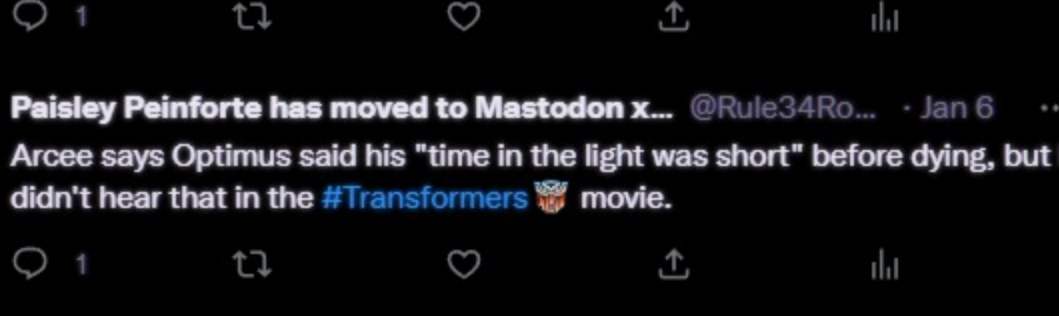 1
Paisley Peinforte has moved to Mastodon x... @Rule34Ro... · Jan 6
Arcee says Optimus said his "time in the light was short" before dying, but
didn't hear that in the #Transformers movie.
1